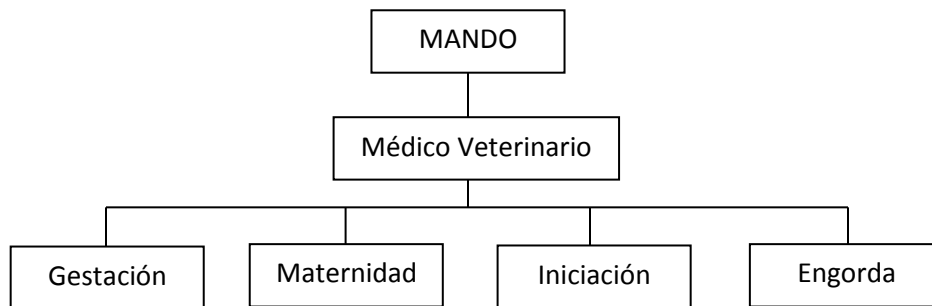 MANDO
Médico Veterinario
Gestación
Maternidad
Iniciación
Engorda